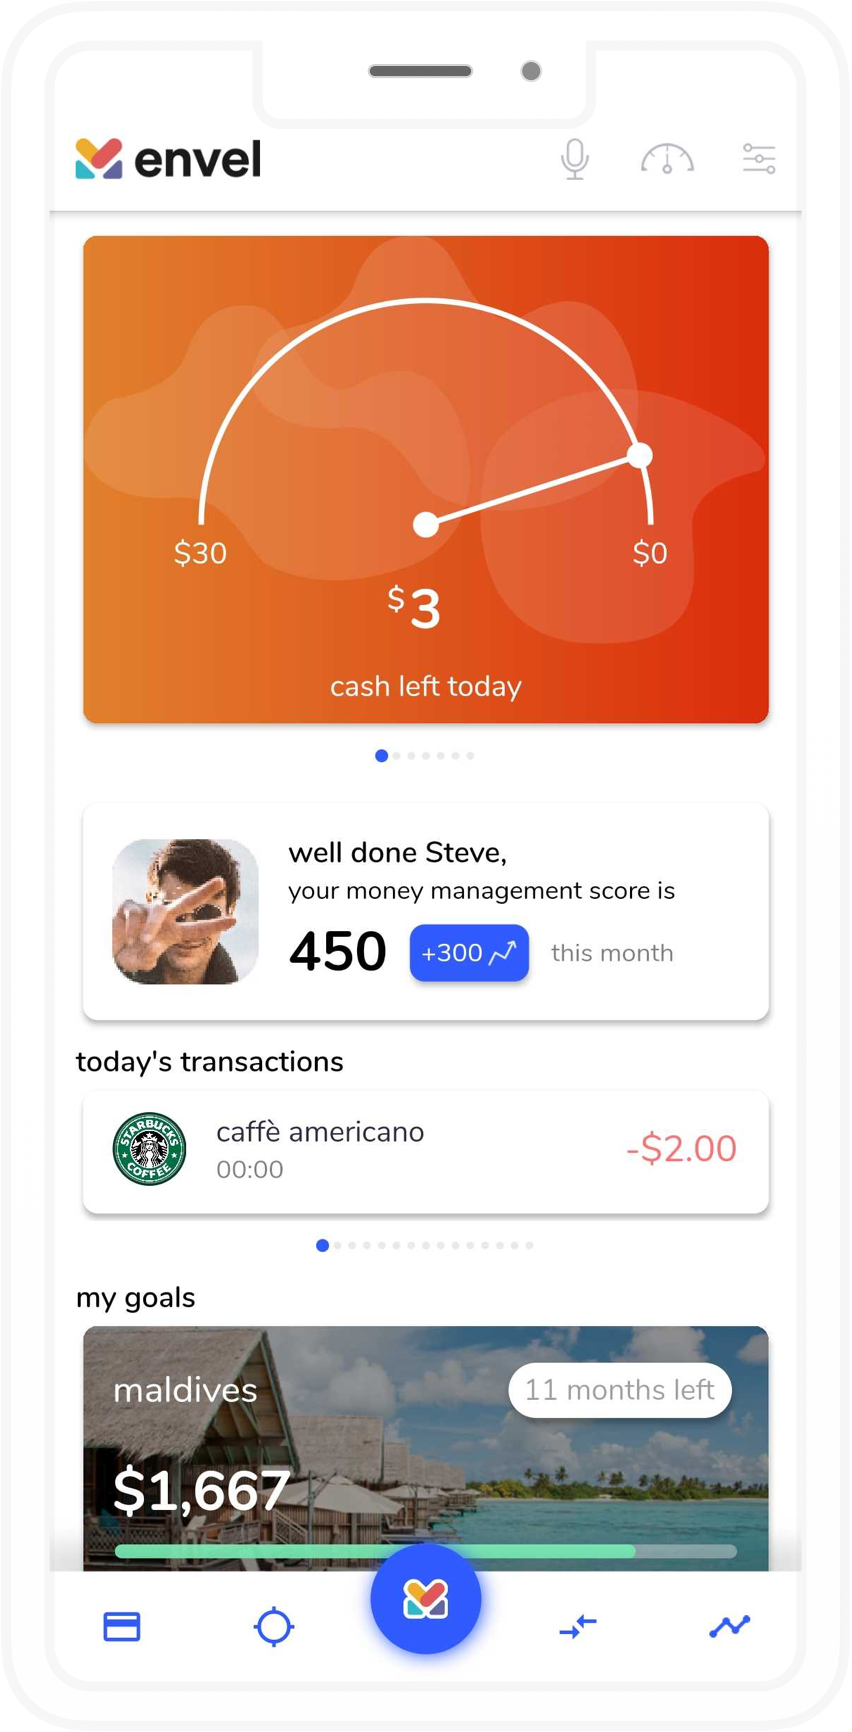 envel
$30
$0
$3
cash left today
well done Steve,
your money management score is
450 +300 this month
today's transactions
STARBUCKS
COFFEE
caffè americano
00:00
-$2.00
my goals
maldives
11 months left
$1,667